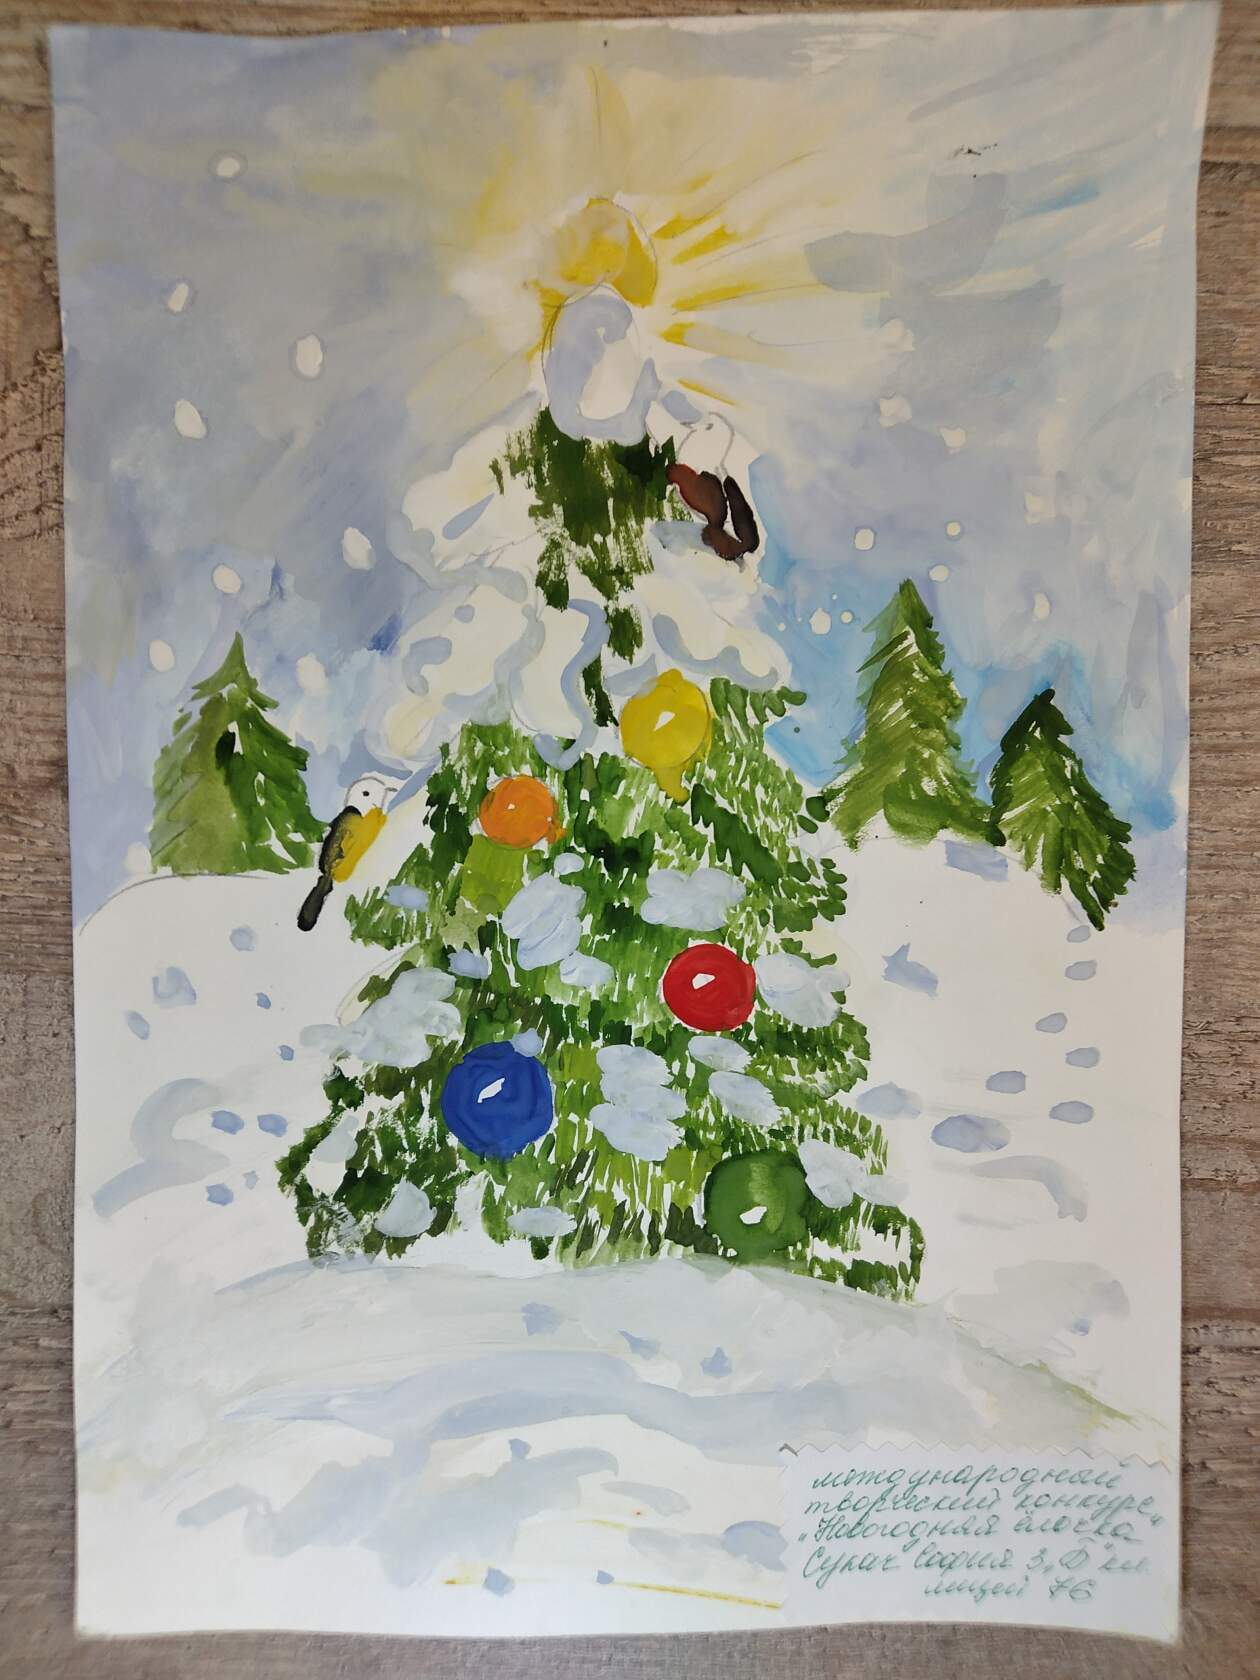 международный
творческий конкурс
"Новогодняя ёлочка"
Сукач София 3 "Б" кл.
лицей 76